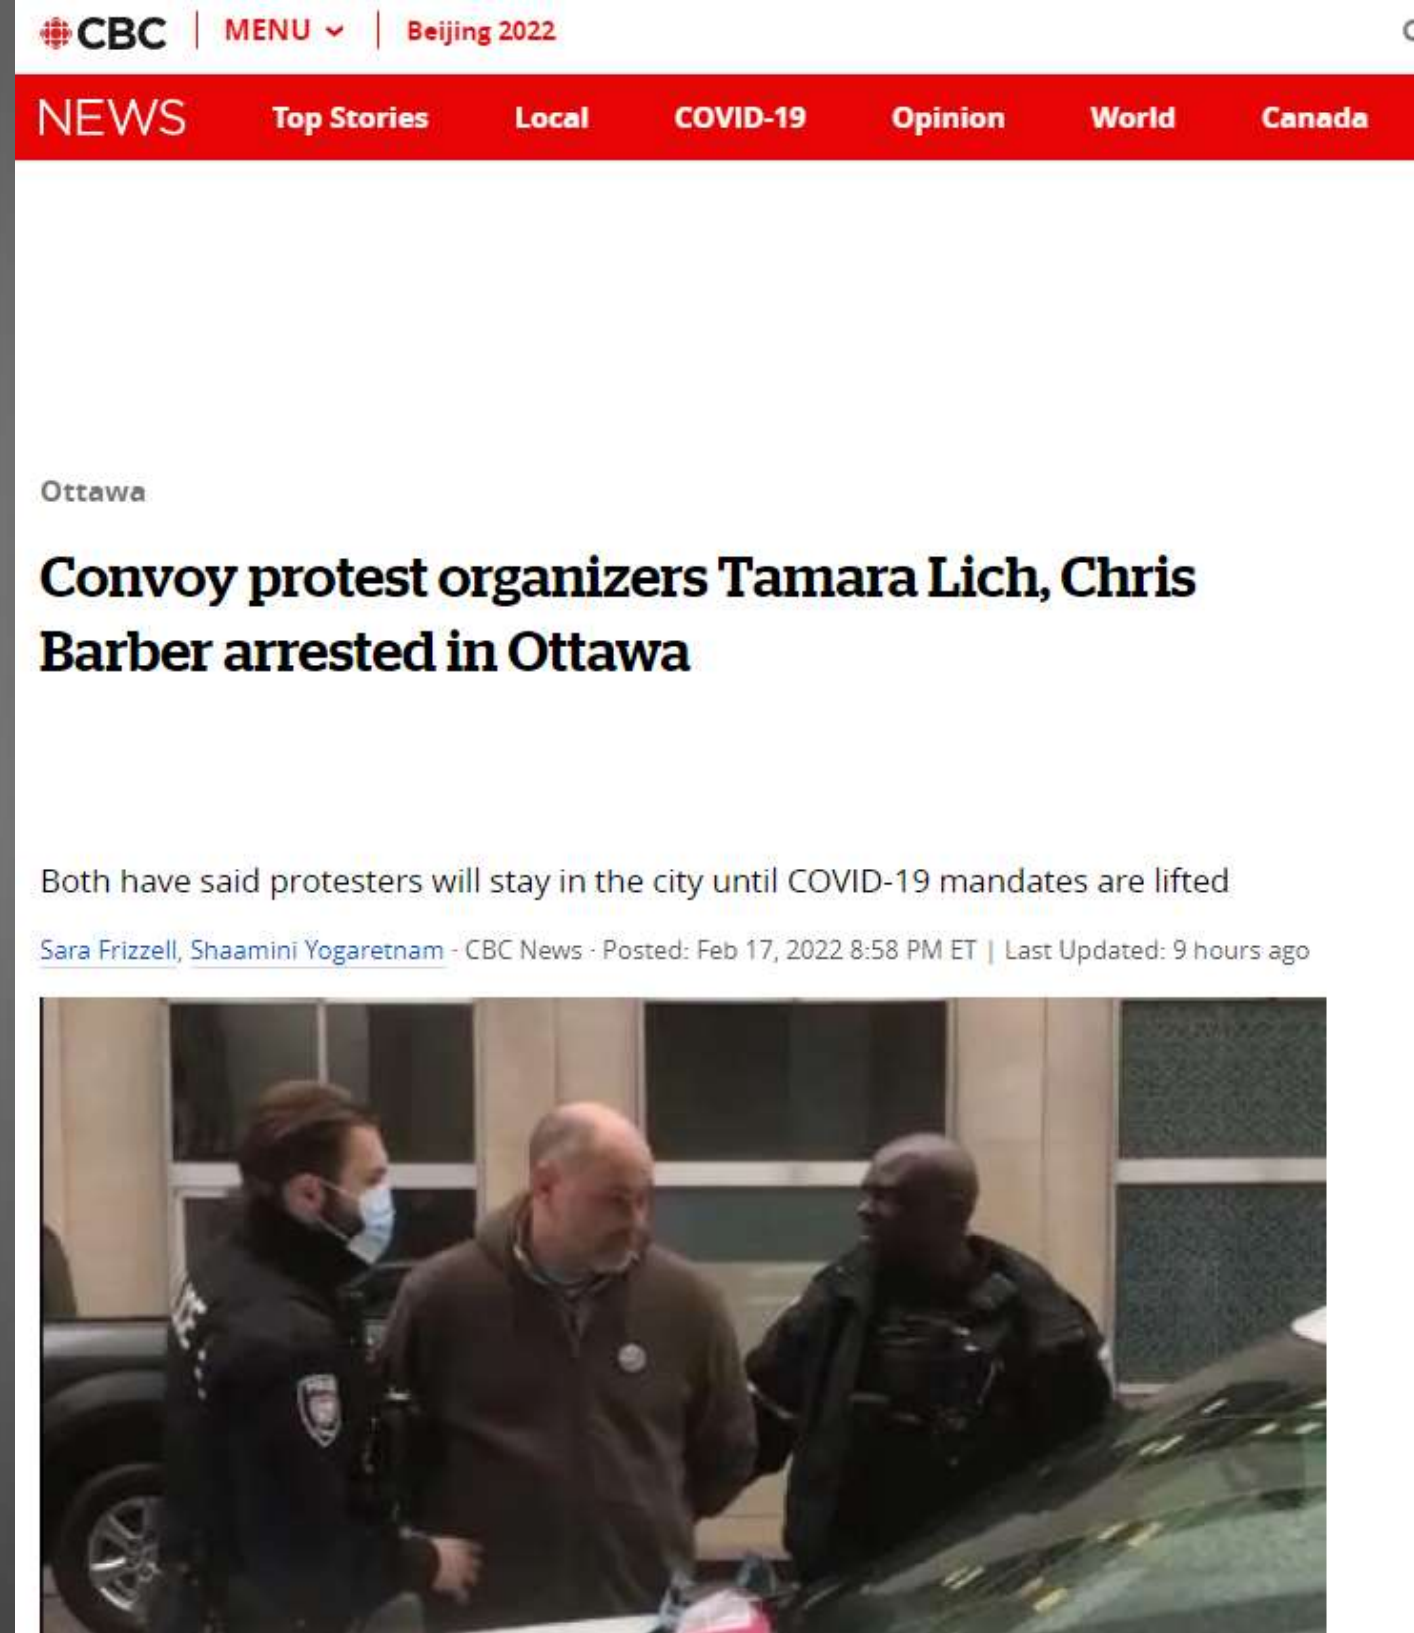 CBC | MENU | Beijing 2022
NEWS Top Stories Local COVID-19 Opinion World Canada
Ottawa
Convoy protest organizers Tamara Lich, Chris
Barber arrested in Ottawa
Both have said protesters will stay in the city until COVID-19 mandates are lifted
Sara Frizzell, Shaamini Yogaretnam · CBC News · Posted: Feb 17, 2022 8:58 PM ET | Last Updated: 9 hours ago